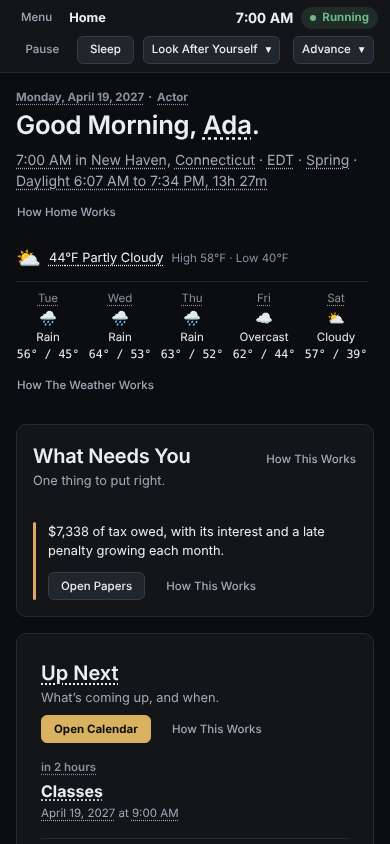 Menu Home 7:00 AM Running
Pause Sleep Look After Yourself ▾ Advance ▾
Monday, April 19, 2027 · Actor
Good Morning, Ada.
7:00 AM in New Haven, Connecticut · EDT · Spring ·
Daylight 6:07 AM to 7:34 PM, 13h 27m
How Home Works
44°F Partly Cloudy High 58°F · Low 40°F
Tue Wed Thu Fri Sat
Rain Rain Rain Overcast Cloudy
56° / 45° 64° / 53° 63° / 52° 62° / 44° 57° / 39°
How The Weather Works
What Needs You How This Works
One thing to put right.
$7,338 of tax owed, with its interest and a late
penalty growing each month.
Open Papers How This Works
Up Next
What's coming up, and when.
Open Calendar How This Works
in 2 hours
Classes
April 19, 2027 at 9:00 AM